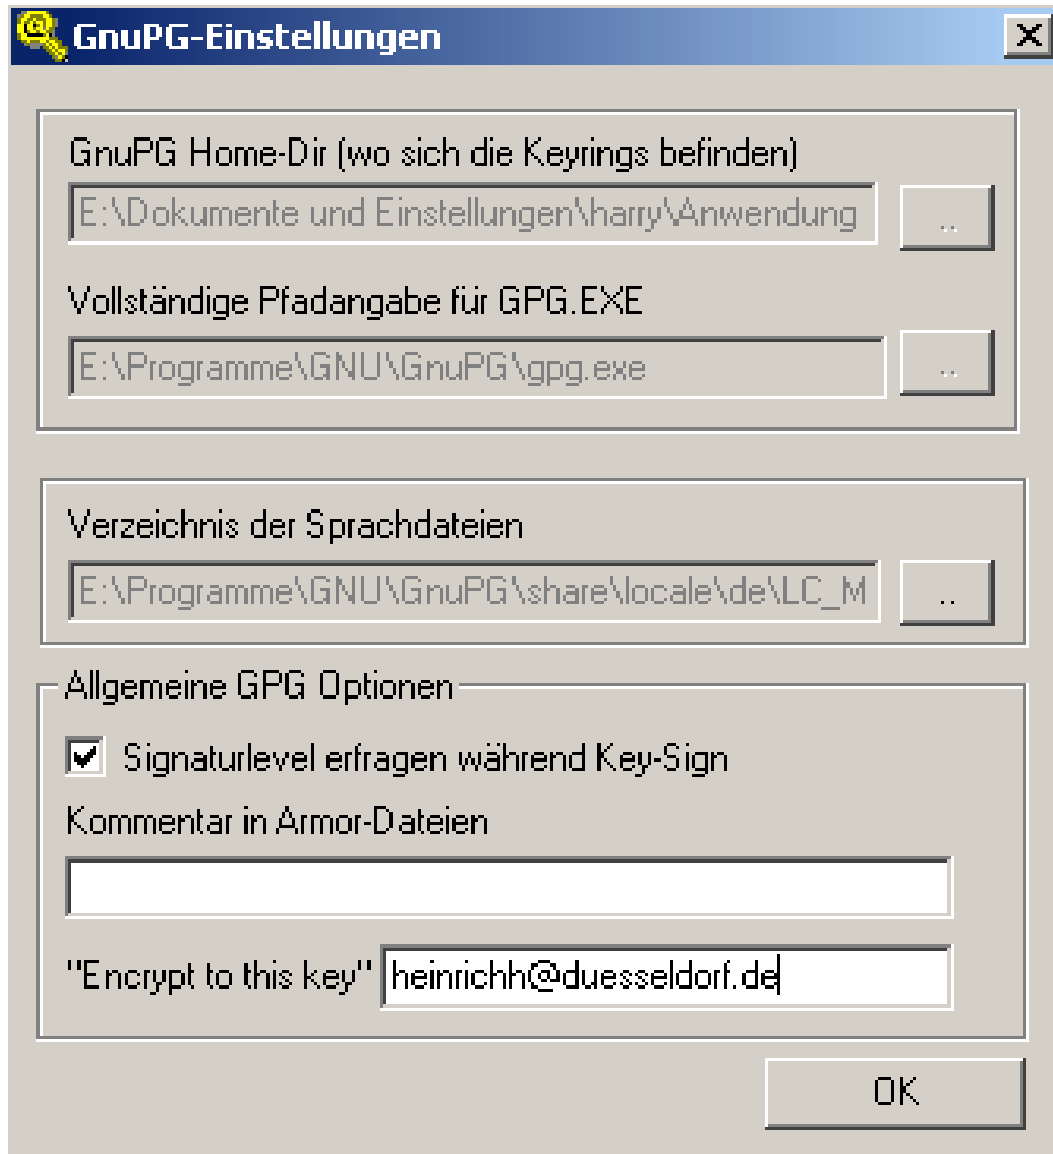 GnuPG-Einstellungen
GnuPG Home-Dir (wo sich die Keyrings befinden)
E:\Dokumente und Einstellungen\harry\Anwendung
..
Vollständige Pfadangabe für GPG.EXE
E:\Programme\GNU\GnuPG\gpg.exe
..
Verzeichnis der Sprachdateien
E:\Programme\GNU\GnuPG\share\locale\de\LC_M
..
Allgemeine GPG Optionen
Signaturlevel erfragen während Key-Sign
Kommentar in Armor-Dateien
"Encrypt to this key" heinrichh@duesseldorf.de
OK